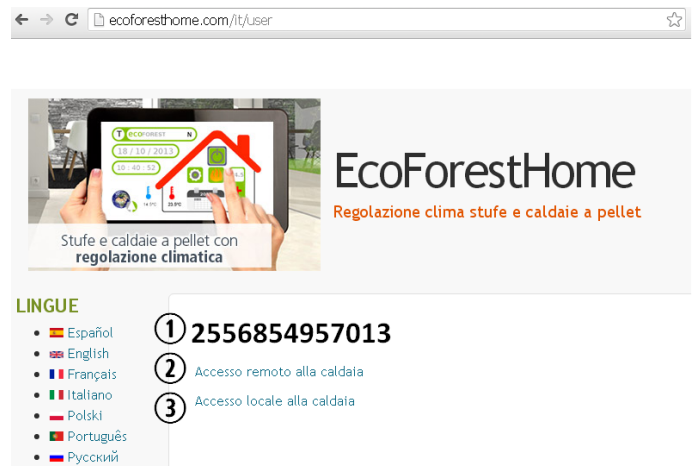 ecoforesthome.com/it/user
T ECOFOREST N
18 / 10 / 2013
10 : 40 : 52
Stufe e caldaie a pellet con
regolazione climatica
EcoForestHome
Regolazione clima stufe e caldaie a pellet
LINGUE
Español
English
Français
Italiano
Polski
Português
Русский
1 2556854957013
2 Accesso remoto alla caldaia
3 Accesso locale alla caldaia